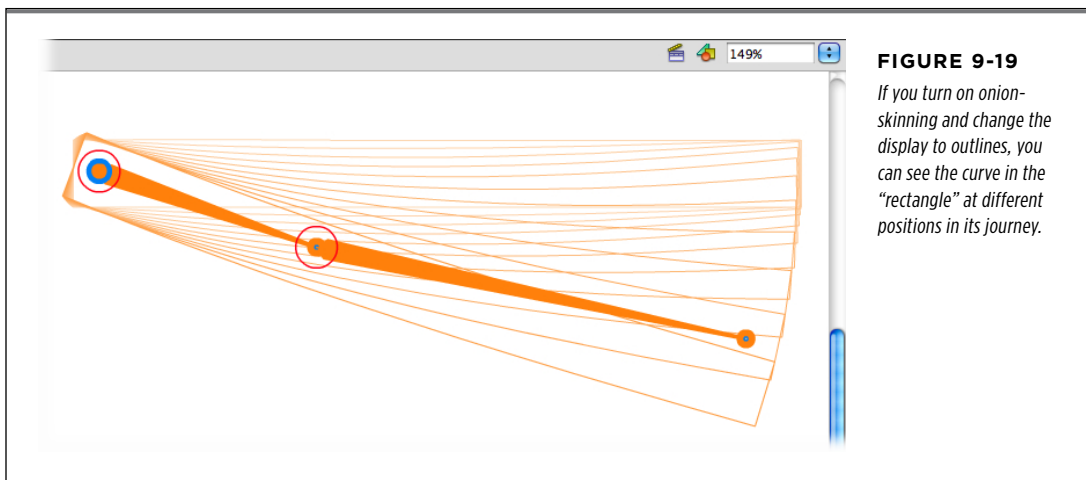 149%
FIGURE 9-19
If you turn on onion-
skinning and change the
display to outlines, you
can see the curve in the
“rectangle” at different
positions in its journey.